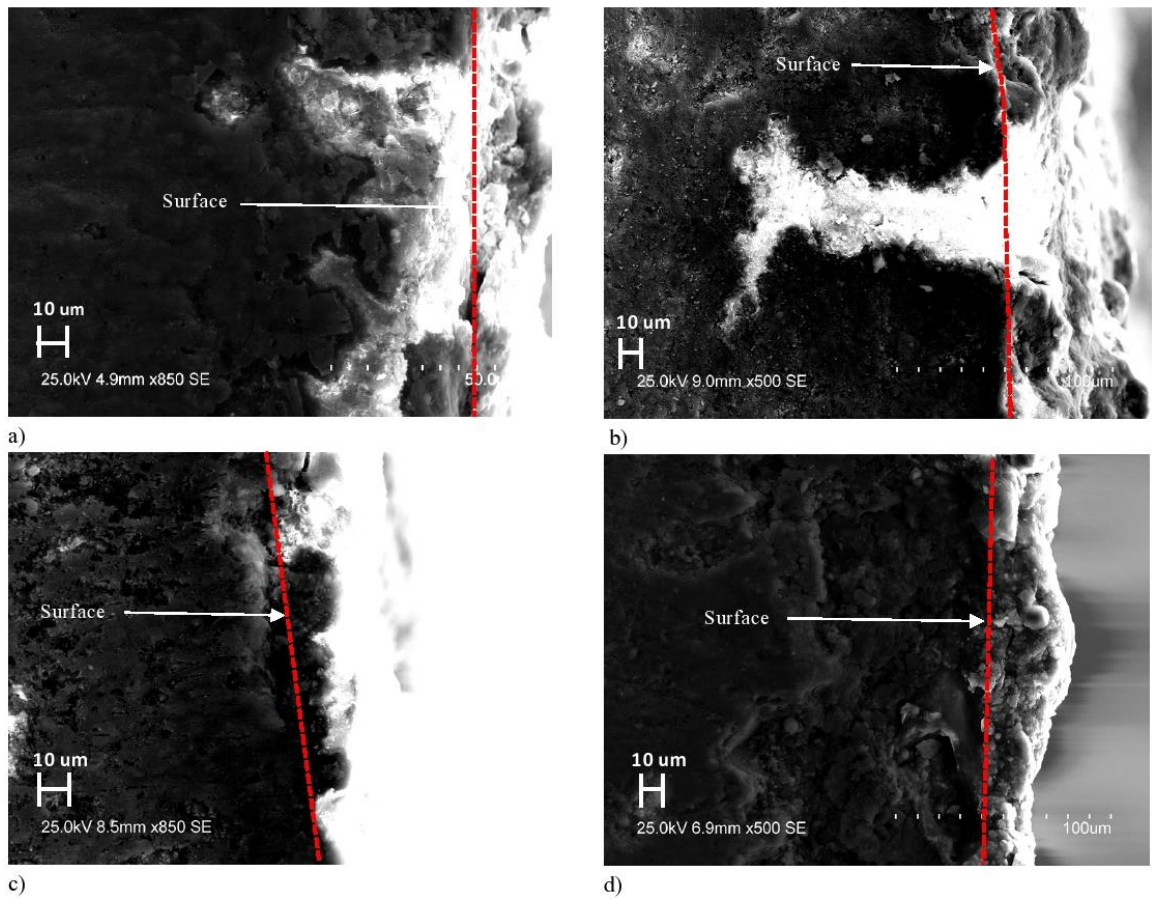 Surface
10 um
25.0kV 4.9mm x850 SE
50.0u
a)
Surface
10 um
25.0kV 9.0mm x500 SE
100um
b)
Surface
10 um
25.0kV 8.5mm x850 SE
c)
Surface
10 um
25.0kV 6.9mm x500 SE
100um
d)